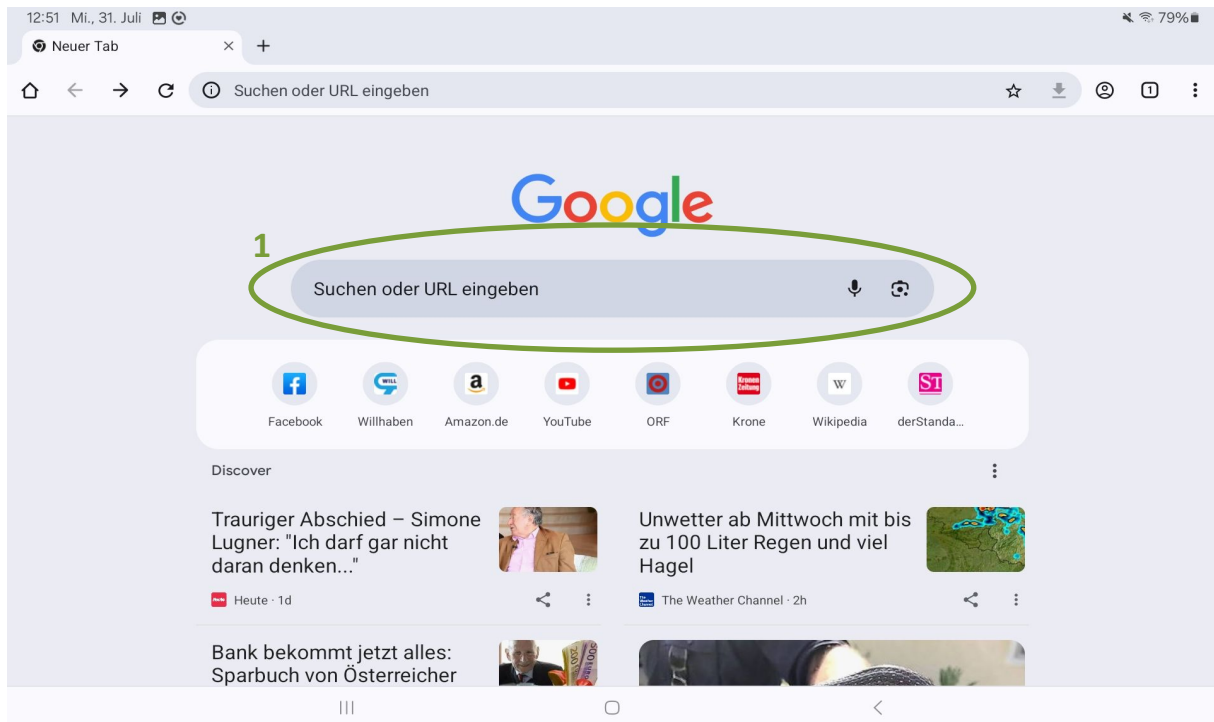 12:51 Mi., 31. Juli 79%
Neuer Tab
Suchen oder URL eingeben 1
Google
1
Suchen oder URL eingeben
Facebook Willhaben Amazon.de YouTube ORF Krone Wikipedia derStanda...
Discover
Trauriger Abschied – Simone
Lugner: "Ich darf gar nicht
daran denken..."
Heute · 1d
Unwetter ab Mittwoch mit bis
zu 100 Liter Regen und viel
Hagel
The Weather Channel · 2h
Bank bekommt jetzt alles:
Sparbuch von Österreicher